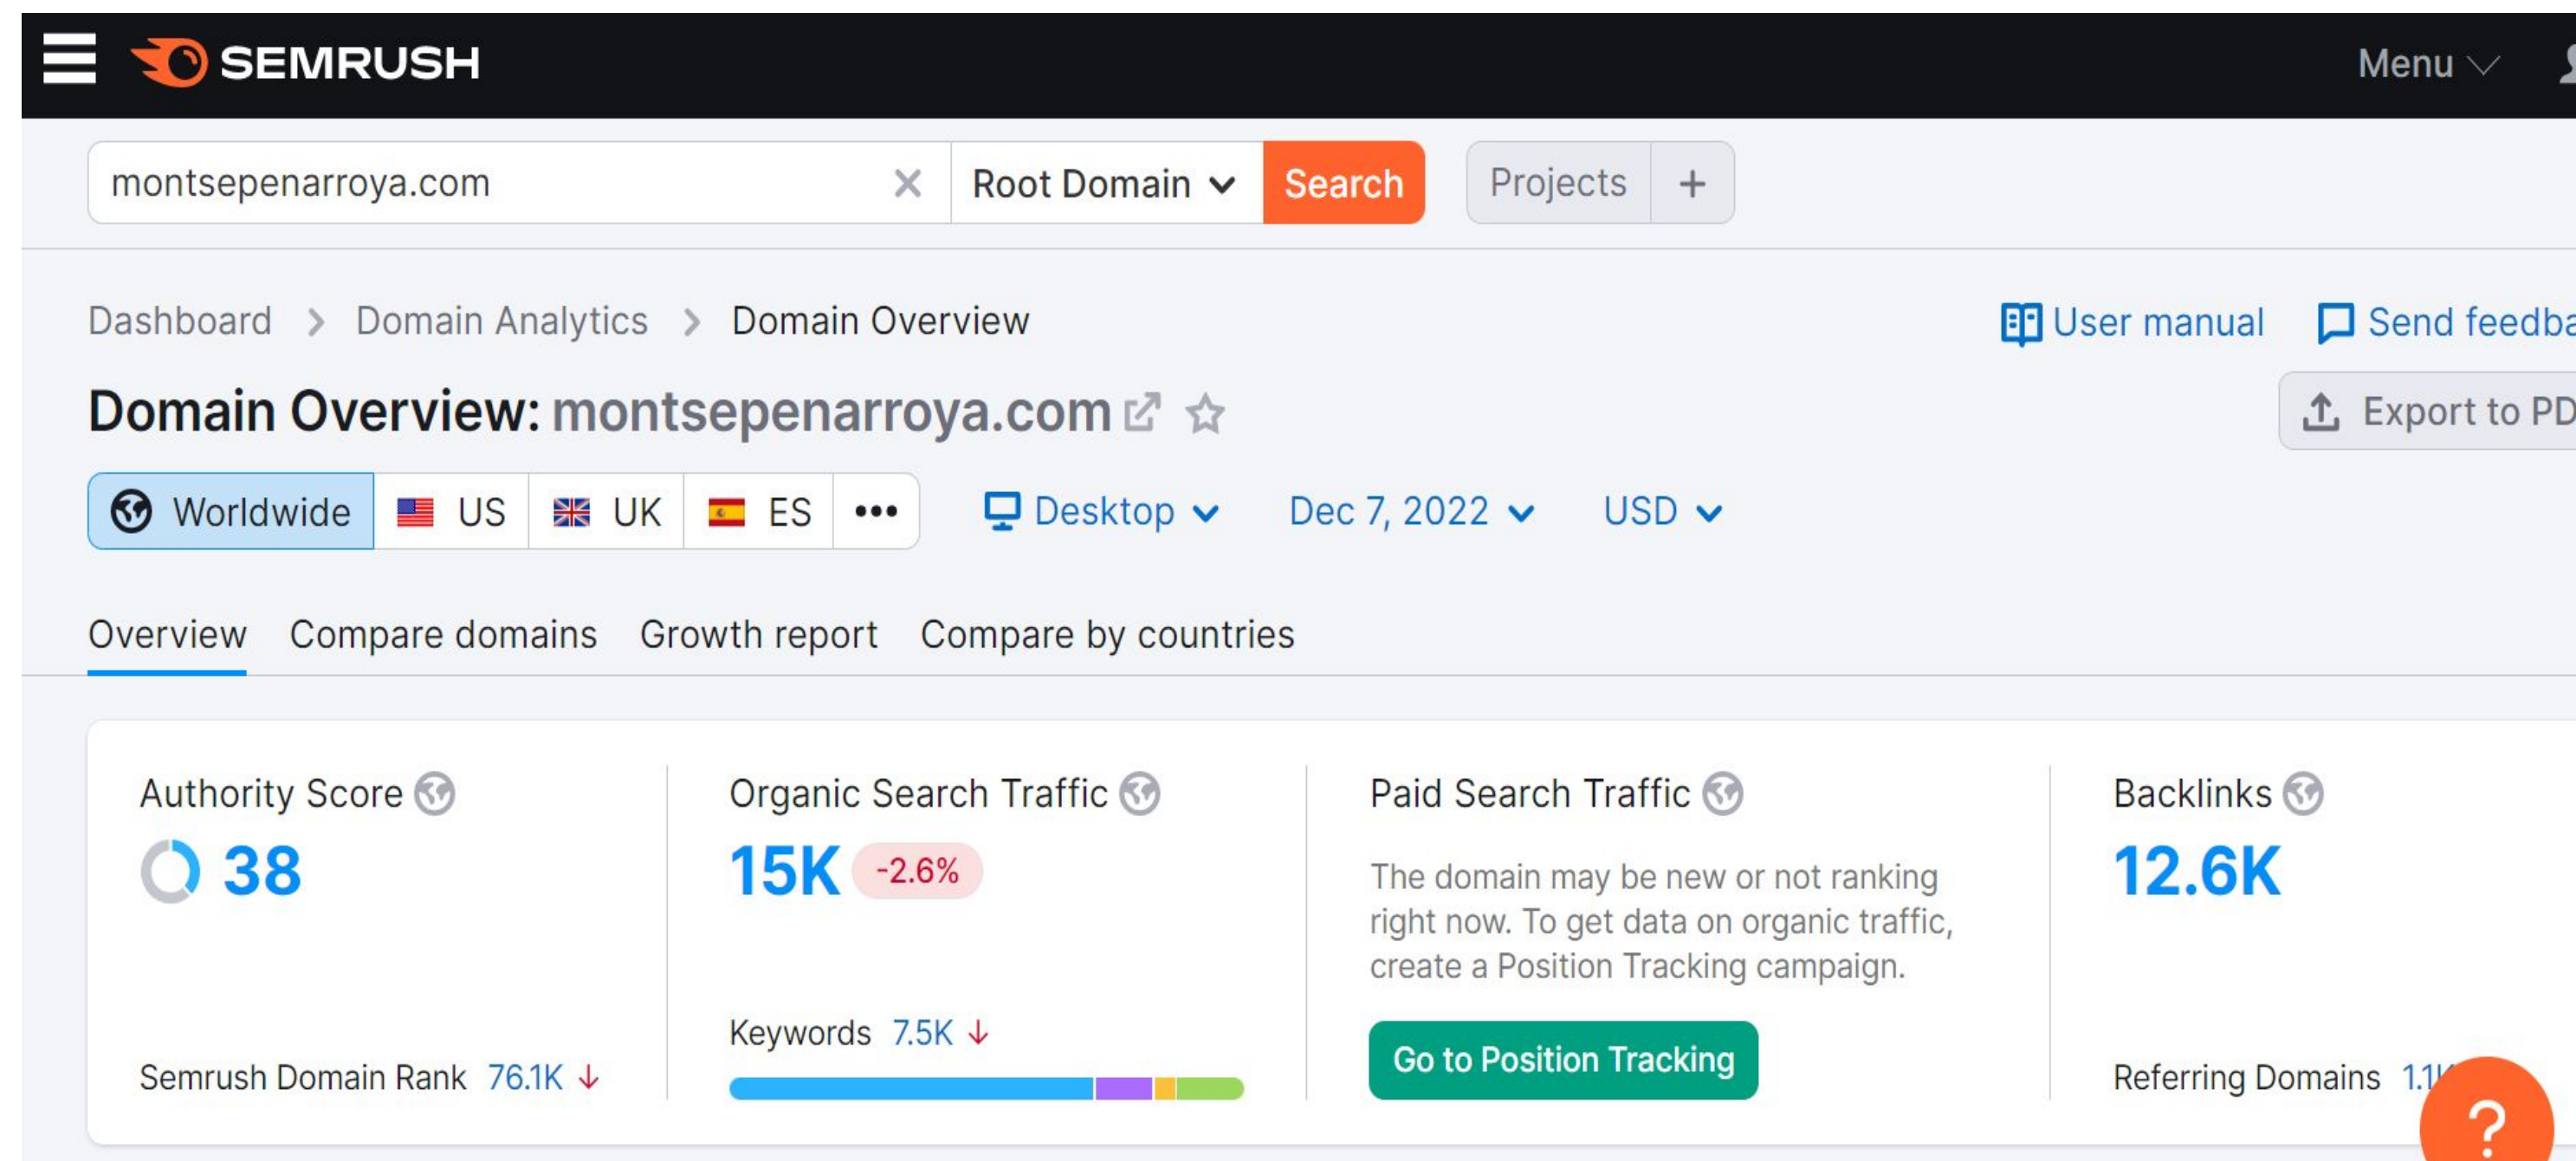 SEMRUSH
Menu
montsepenarroya.com
Root Domain
Search
Projects
+
Dashboard > Domain Analytics > Domain Overview
User manual
Send
Domain Overview: montsepenarroya.com
Export to
Worldwide
US
UK
ES
Desktop
Dec 7, 2022
USD
Overview
Compare domains
Growth report
Compare by countries
Authority Score
38
Semrush Domain Rank 76.1K ↓
Organic Search Traffic
15K -2.6%
Keywords 7.5K ↓
Paid Search Traffic
The domain may be new or not ranking
right now. To get data on organic traffic,
create a Position Tracking campaign.
Go to Position Tracking
Backlinks
12.6K
Referring Domains
?